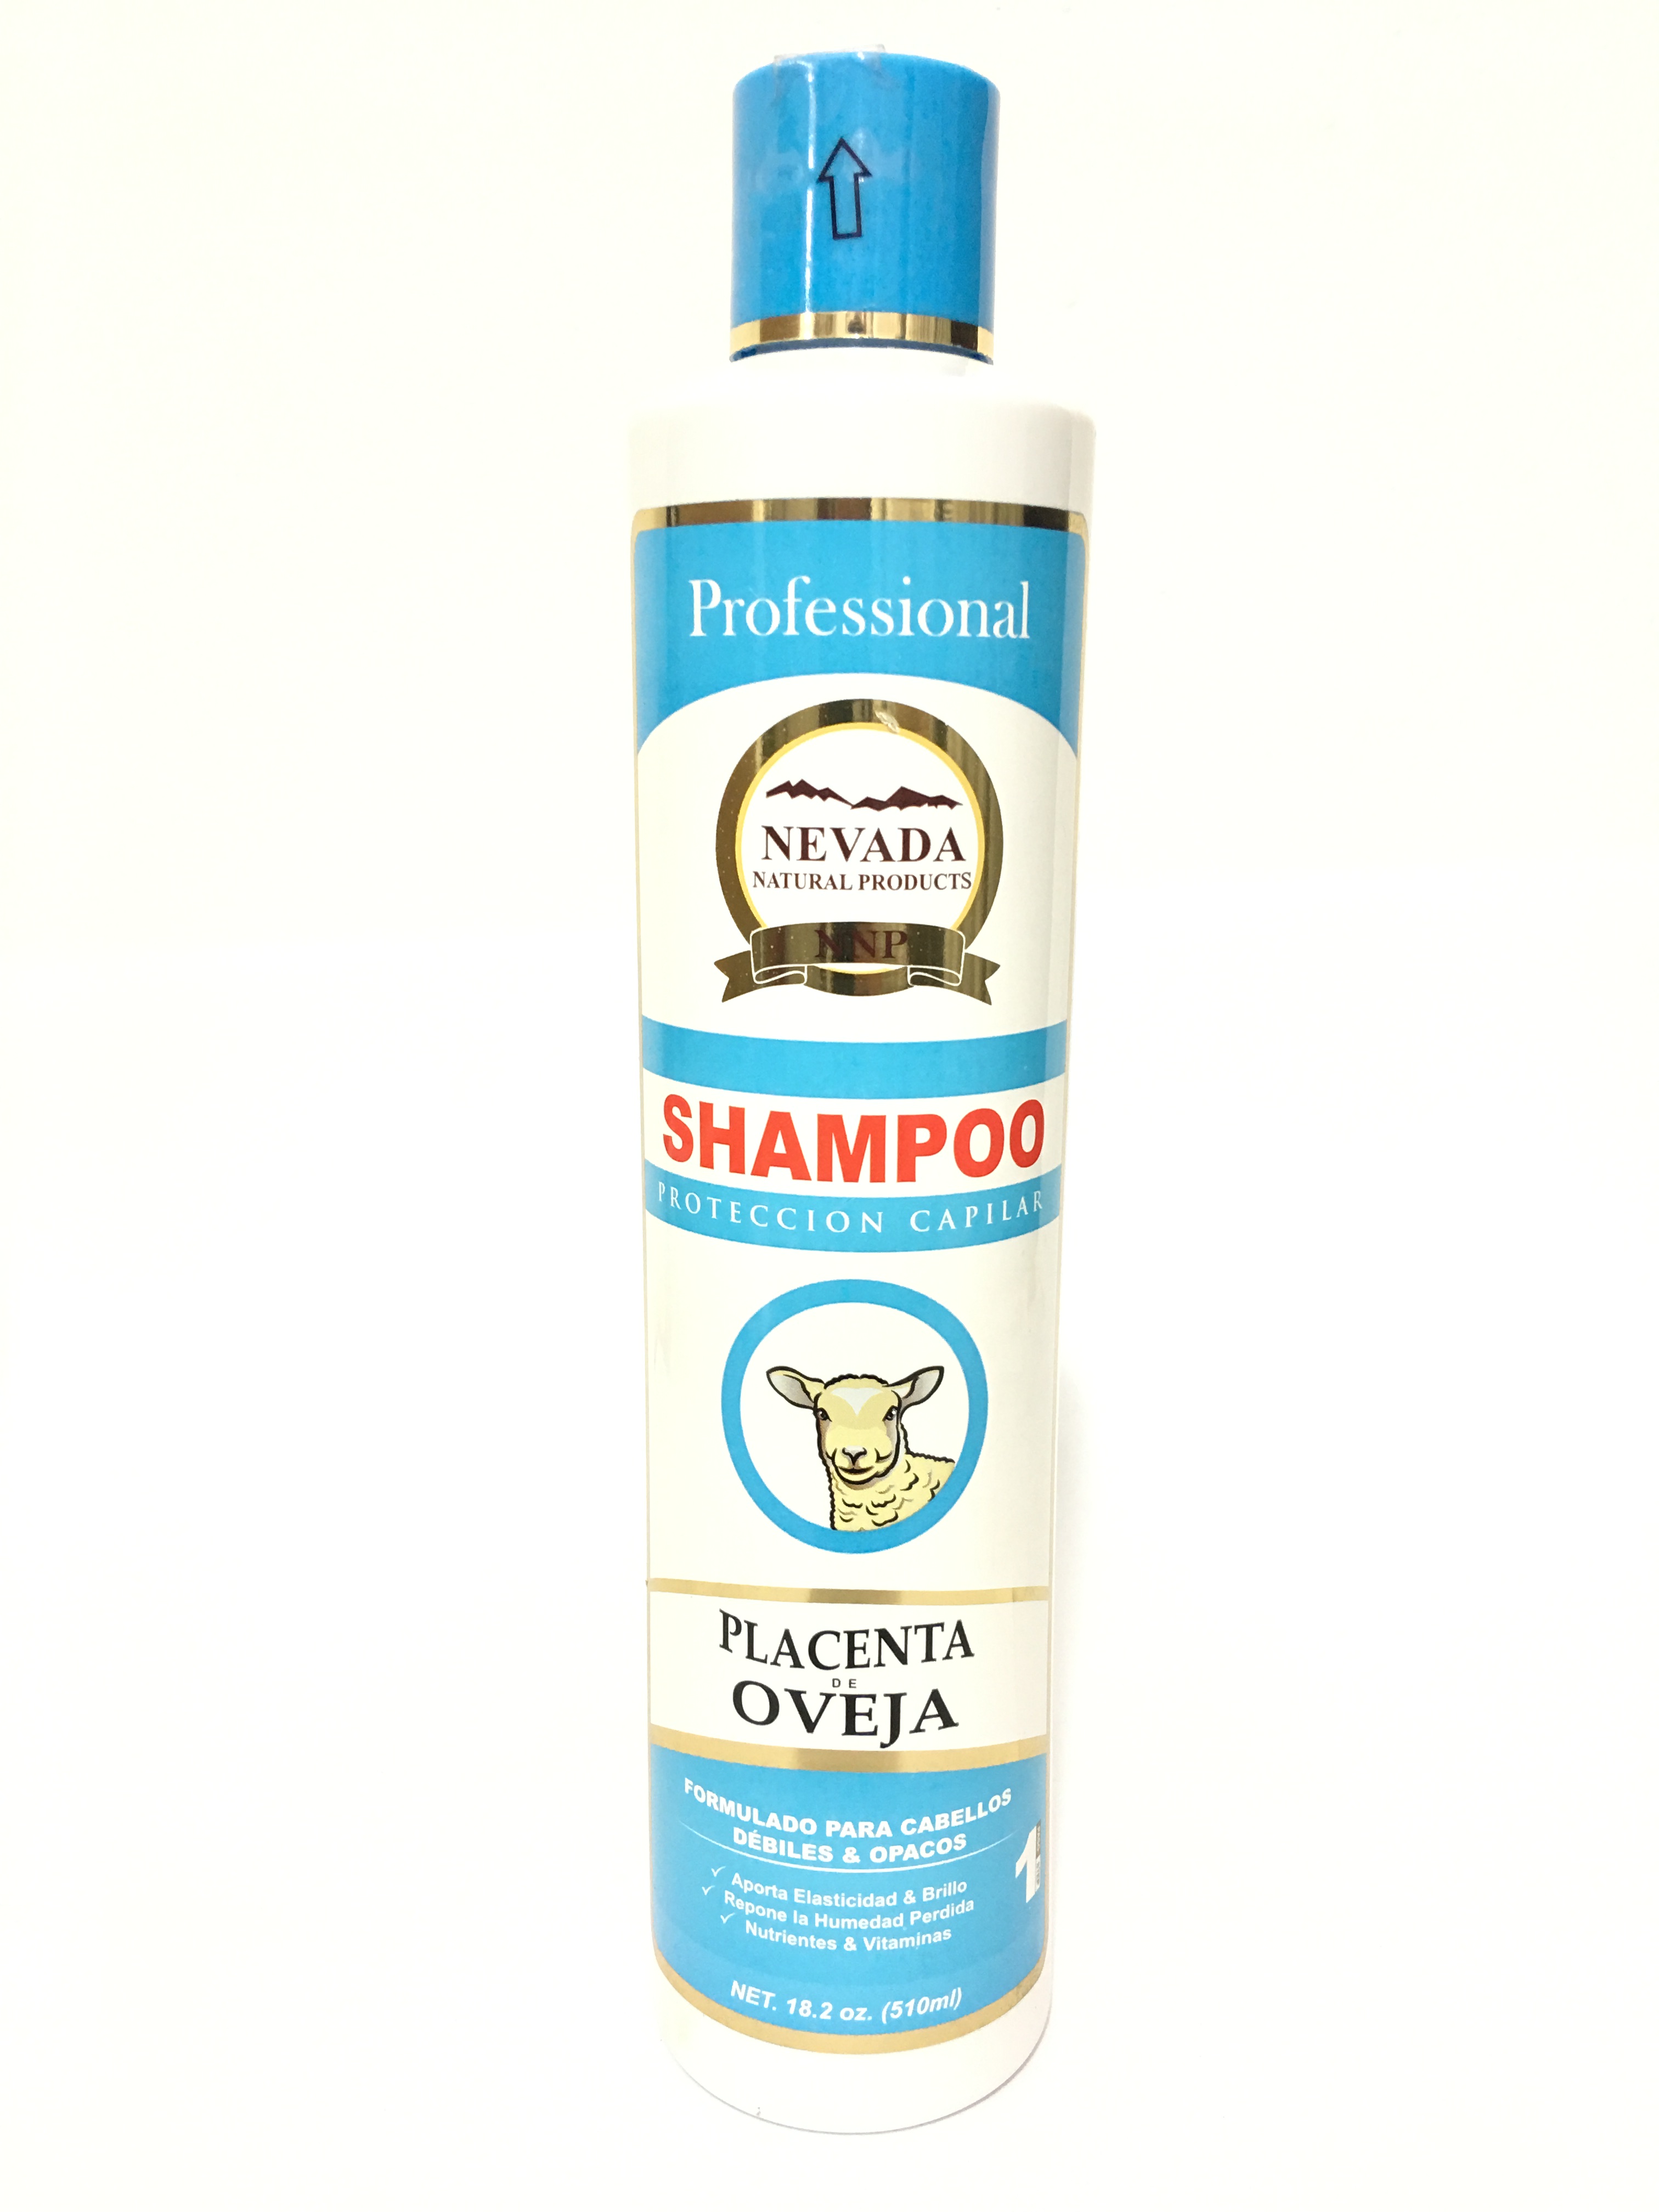 Professional
NEVADA
NATURAL PRODUCTS
NNP
SHAMPOO
PROTECCION CAPILAR
PLACENTA
DE
OVEJA
FORMULADO PARA CABELLOS
DÉBILES & OPACOS
Aporta Elasticidad & Brillo
Repone la Humedad Perdida
Nutrientes & Vitaminas
1
NET. 18.2 oz. (510ml)